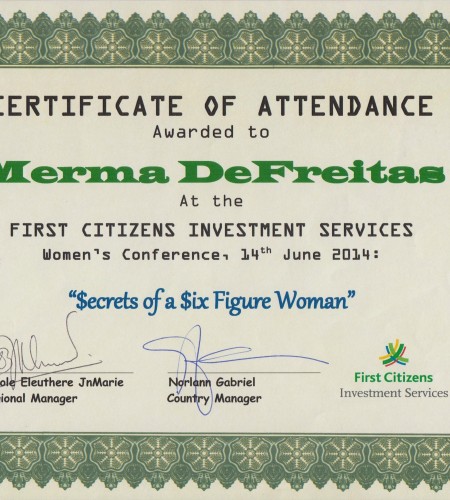 CERTIFICATE OF ATTENDANCE
Awarded to
Merma DeFreitas
At the
FIRST CITIZENS INVESTMENT SERVICES
Women's Conference, 14th June 2014:
"$ecrets of a $ix Figure Woman"
ole Eleuthere JnMarie
Norlann Gabriel
ional Manager
Country Manager
First Citizens
Investment Services